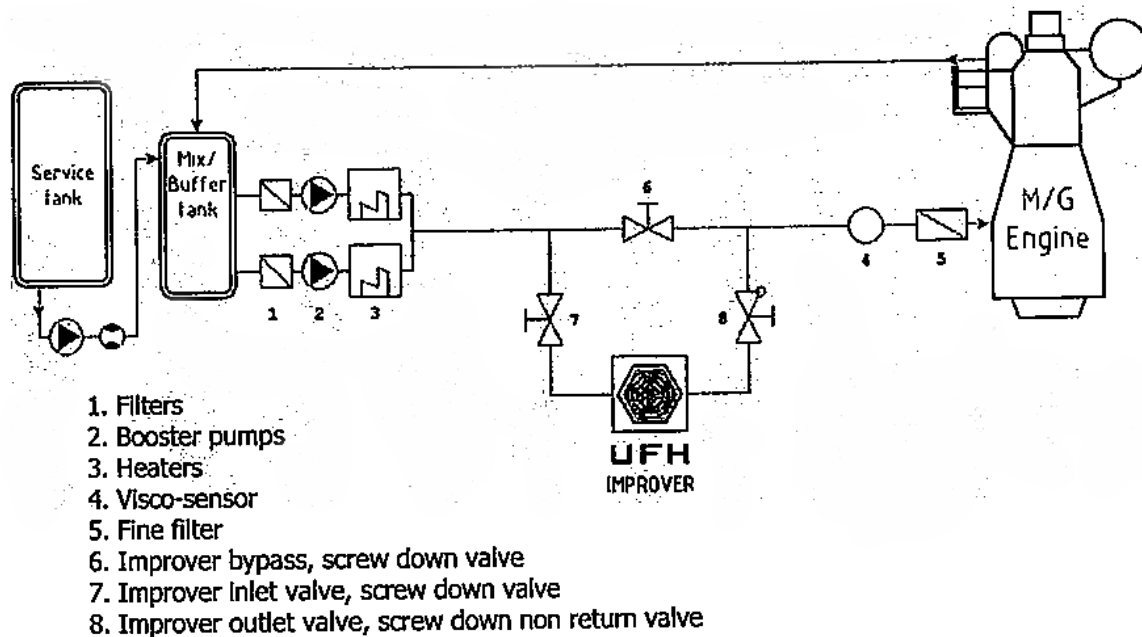 Service
tank
Mix/
Buffer
tank
1
2
3
6
4
5
M/G
Engine
7
8
UFH
IMPROVER
1. Filters
2. Booster pumps
3. Heaters
4. Visco-sensor
5. Fine filter
6. Improver bypass, screw down valve
7. Improver inlet valve, screw down valve
8. Improver outlet valve, screw down non return valve